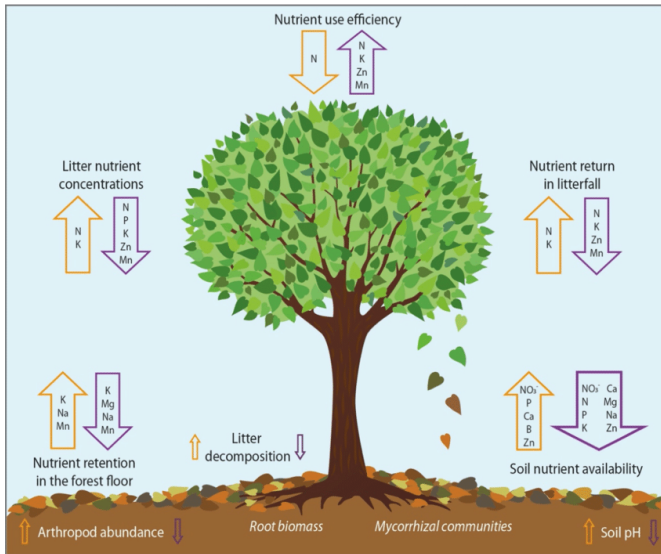 Nutrient use efficiency
N
N
K
Zn
Mn
Litter nutrient
concentrations
N
K
N
P
K
Zn
Mn
Nutrient return
in litterfall
N
K
N
K
Zn
Mn
K
Na
Mn
K
Mg
Na
Mn
Nutrient retention
in the forest floor
Litter
decomposition
NO₃⁻
P
Ca
B
Zn
NO₃⁻ Ca
N Mg
P Na
K Zn
Soil nutrient availability
Arthropod abundance
Root biomass
Mycorrhizal communities
Soil pH